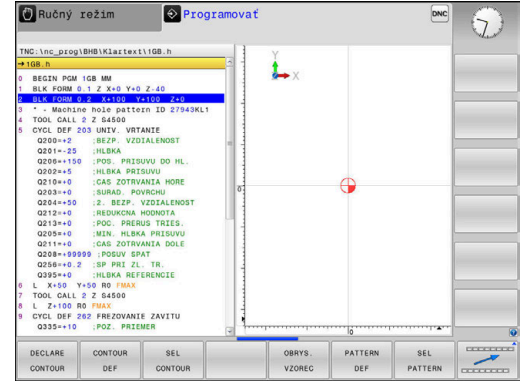 Ručný režim
Programovať
DNC
TNC:\nc_prog\BHB\Klartext\1GB.h
→1GB.h
0 BEGIN PGM 1GB MM
1 BLK FORM 0.1 Z X+0 Y+0 Z-40
2 BLK FORM 0.2 X+100 Y+100 Z+0
3 * - Machine hole pattern ID 27943KL1
4 TOOL CALL 2 Z S4500
5 CYCL DEF 203 UNIV. VRTANIE
Q200=+2 ;BEZP. VZDIALENOST
Q201=-25 ;HLBKA
Q206=+150 ;POS. PRISUVU DO HL.
Q202=+5 ;HLBKA PRISUVU
Q210=+0 ;CAS ZOTRVANIA HORE
Q203=+0 ;SURAD. POVRCHU
Q204=+50 ;2. BEZP. VZDIALENOST
Q212=+0 ;REDUKCNA HODNOTA
Q213=+0 ;POC. PRERUS TRIES.
Q205=+0 ;MIN. HLBKA PRISUVU
Q211=+0 ;CAS ZOTRVANIA DOLE
Q208=+99999 ;POSUV SPAT
Q256=+0.2 ;SP PRI ZL. TR.
Q395=+0 ;HLBKA REFERENCIE
6 L X+50 Y+50 R0 FMAX
7 TOOL CALL 2 Z S4500
8 L Z+100 R0 FMAX
9 CYCL DEF 262 FREZOVANIE ZAVITU
Q335=+10 ;POZ. PRIEMER
Y
X
0
0
DECLARE CONTOUR
CONTOUR DEF
SEL CONTOUR
OBRYS. VZOREC
PATTERN DEF
SEL PATTERN